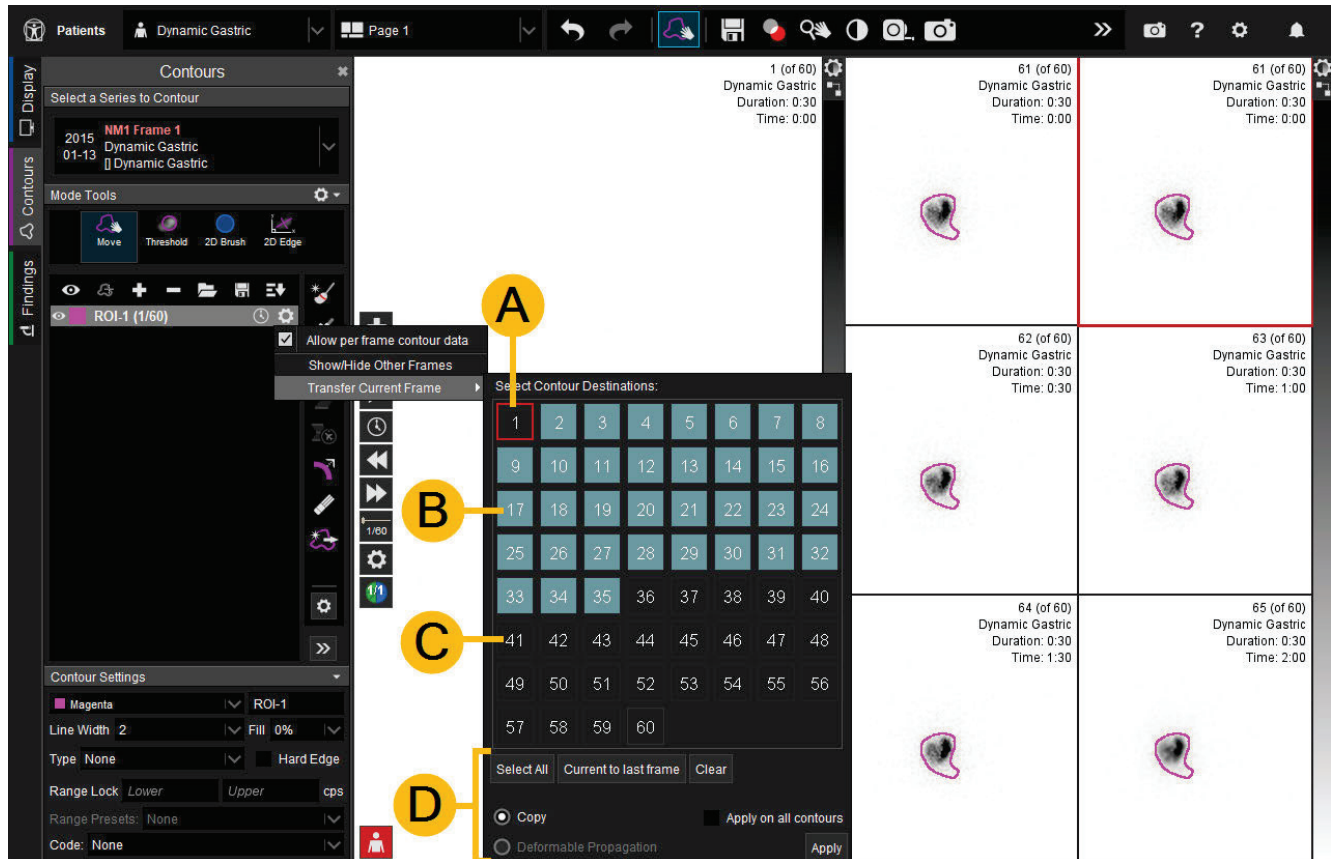 Patients
Dynamic Gastric
Page 1
Display
Contours
Findings
Contours
Select a Series to Contour
2015
01-13
NM1 Frame 1
Dynamic Gastric
[] Dynamic Gastric
Mode Tools
Move Threshold 2D Brush 2D Edge
ROI-1 (1/60)
Allow per frame contour data
Show/Hide Other Frames
Transfer Current Frame
1/60
1/1
Contour Settings
Magenta ROI-1
Line Width 2 Fill 0%
Type None Hard Edge
Range Lock Lower Upper cps
Range Presets: None
Code: None
1 (of 60)
Dynamic Gastric
Duration: 0:30
Time: 0:00
A
B
C
D
Select Contour Destinations:
1 2 3 4 5 6 7 8
9 10 11 12 13 14 15 16
17 18 19 20 21 22 23 24
25 26 27 28 29 30 31 32
33 34 35 36 37 38 39 40
41 42 43 44 45 46 47 48
49 50 51 52 53 54 55 56
57 58 59 60
Select All Current to last frame Clear
Copy Apply on all contours
Deformable Propagation Apply
61 (of 60)
Dynamic Gastric
Duration: 0:30
Time: 0:00
61 (of 60)
Dynamic Gastric
Duration: 0:30
Time: 0:00
62 (of 60)
Dynamic Gastric
Duration: 0:30
Time: 0:30
63 (of 60)
Dynamic Gastric
Duration: 0:30
Time: 1:00
64 (of 60)
Dynamic Gastric
Duration: 0:30
Time: 1:30
65 (of 60)
Dynamic Gastric
Duration: 0:30
Time: 2:00